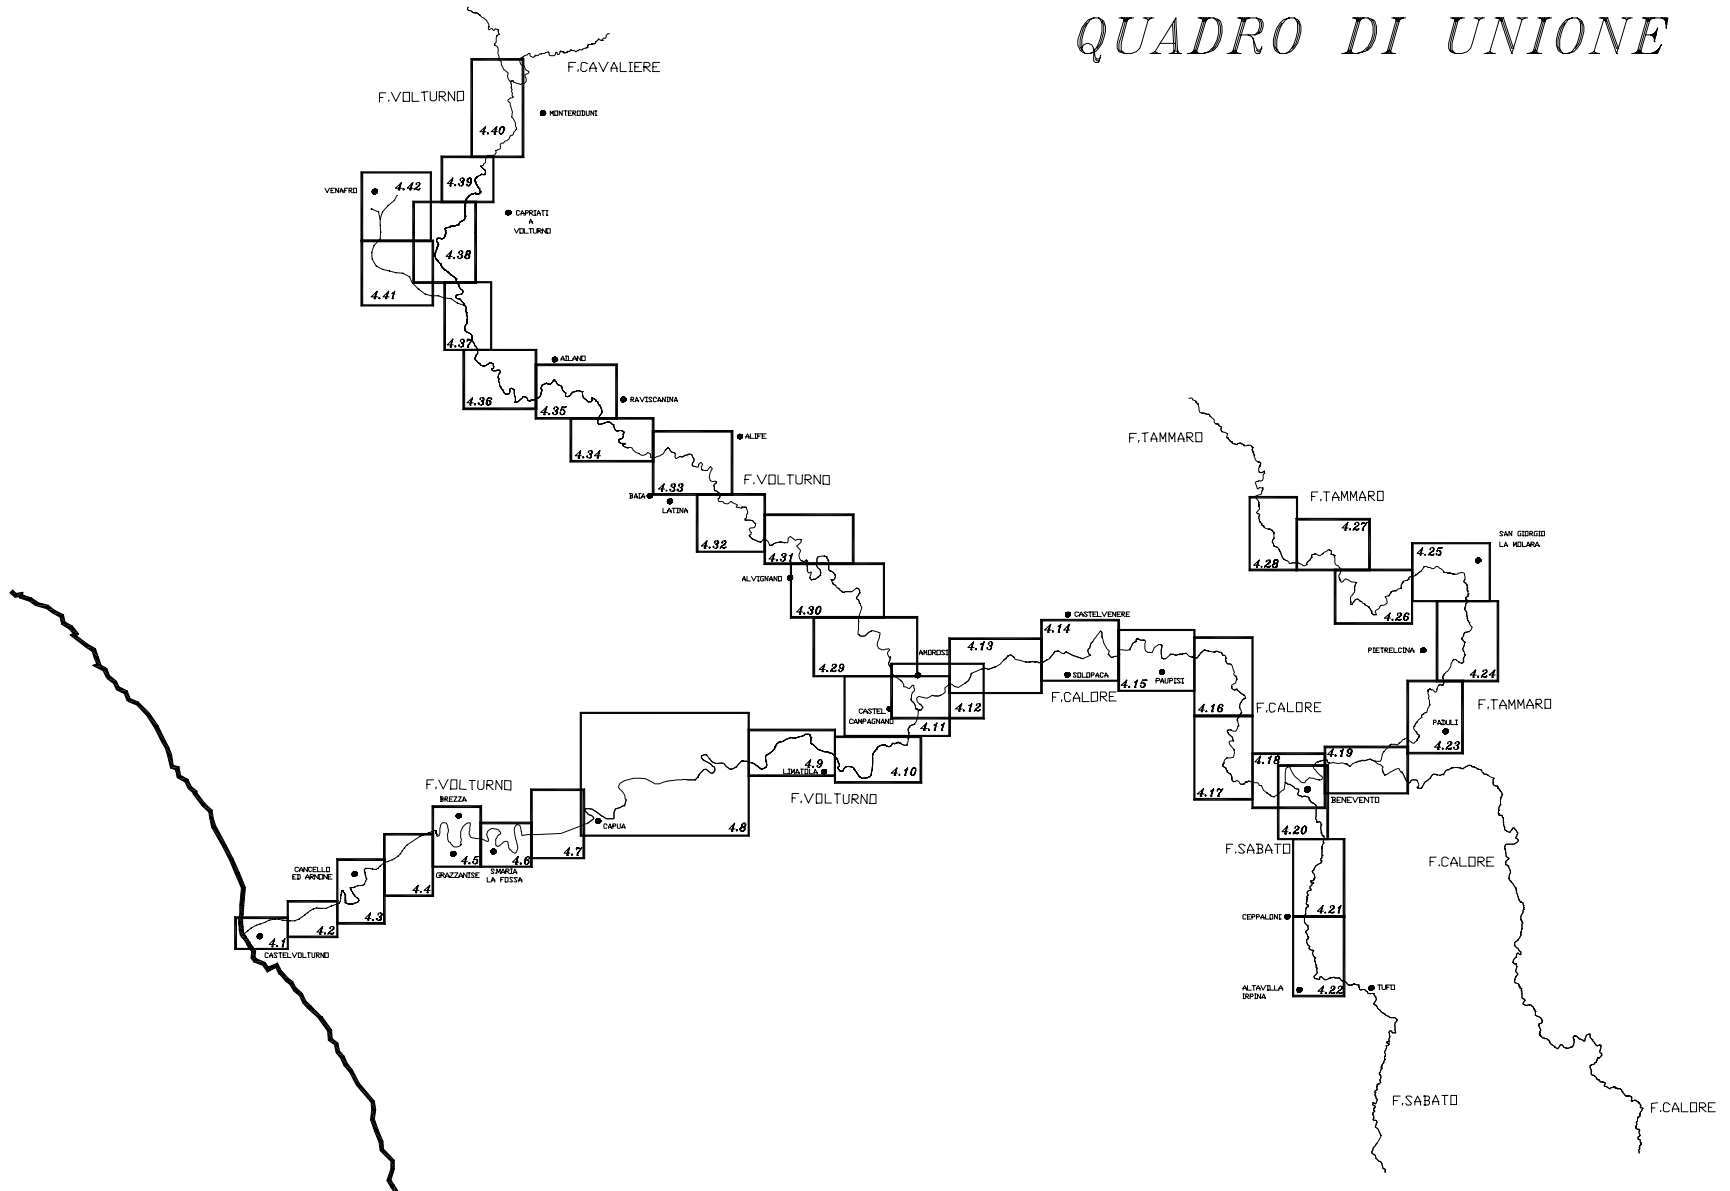 QUADRO DI UNIONE
F.CAVALIERE
F.VOLTURNO
MONTERODUNI
4.40
4.39
VENAFRO
4.42
CAPRIATI
A
VOLTURNO
4.38
4.41
4.37
AILANO
4.36
4.35
RAVISCANINA
4.34
ALIFE
F.VOLTURNO
4.33
BAIA
LATINA
4.32
4.31
ALVIGNANO
4.30
4.29
AMOROSI
F.TAMMARO
F.TAMMARO
4.27
4.28
SAN GIORGIO
LA MOLARA
4.25
4.26
PIETRELCINA
4.24
F.TAMMARO
PADULI
4.23
CASTELVENERE
4.14
4.13
SOLOPACA
4.15
PAUPISI
F.CALORE
4.12
CASTEL
CAMPAGNANO
4.11
4.16
F.CALORE
4.18
4.19
4.17
BENEVENTO
4.20
4.9
LIMATOLA
4.10
F.VOLTURNO
F.VOLTURNO
BREZZA
CAPUA
4.8
4.7
4.6
4.5
GRAZZANISE
S.MARIA
LA FOSSA
CANCELLO
ED ARNONE
4.4
4.3
4.2
4.1
CASTELVOLTURNO
F.SABATO
F.CALORE
4.21
CEPPALONI
ALTAVILLA
IRPINA
4.22
TUFO
F.SABATO
F.CALORE